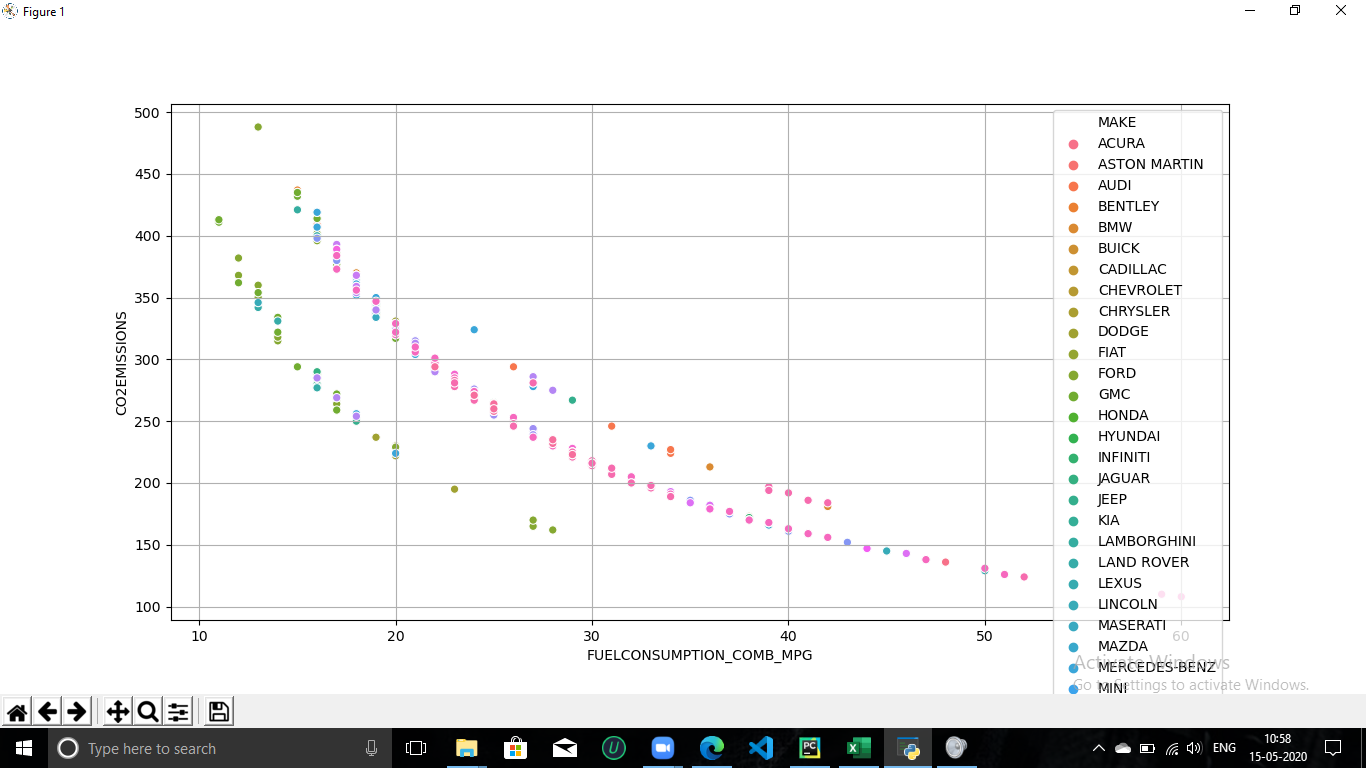 Figure 1
500
450
400
350
300
250
200
150
100
CO2EMISSIONS
10
20
30
40
50
60
FUELCONSUMPTION_COMB_MPG
MAKE
ACURA
ASTON MARTIN
AUDI
BENTLEY
BMW
BUICK
CADILLAC
CHEVROLET
CHRYSLER
DODGE
FIAT
FORD
GMC
HONDA
HYUNDAI
INFINITI
JAGUAR
JEEP
KIA
LAMBORGHINI
LAND ROVER
LEXUS
LINCOLN
MASERATI
MAZDA
MERCEDES-BENZ
MINI
Activate Windows
Go to Settings to activate Windows.
Type here to search
U
PC
ENG
10:58
15-05-2020